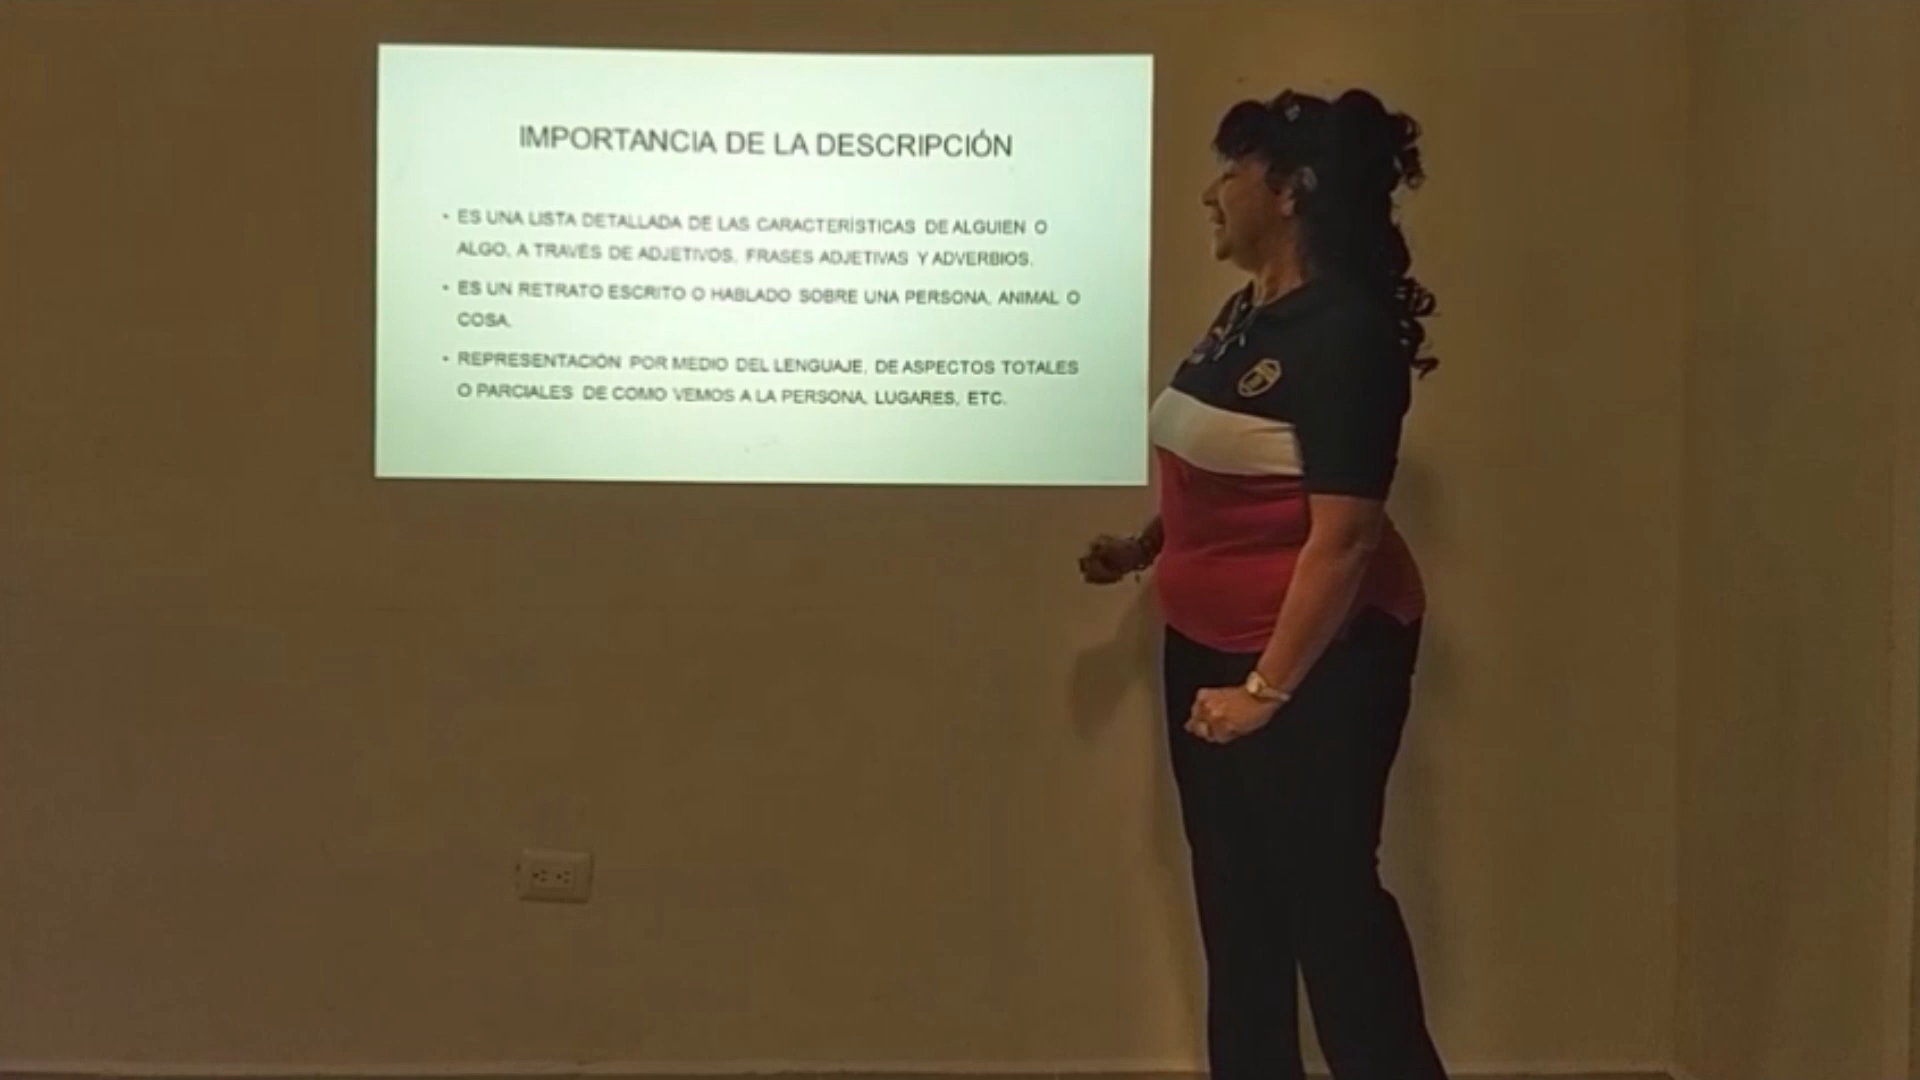 IMPORTANCIA DE LA DESCRIPCIÓN
• ES UNA LISTA DETALLADA DE LAS CARACTERÍSTICAS DE ALGUIEN O
ALGO, A TRAVÉS DE ADJETIVOS, FRASES ADJETIVAS Y ADVERBIOS.
• ES UN RETRATO ESCRITO O HABLADO SOBRE UNA PERSONA, ANIMAL O
COSA.
• REPRESENTACIÓN POR MEDIO DEL LENGUAJE, DE ASPECTOS TOTALES
O PARCIALES DE COMO VEMOS A LA PERSONA, LUGARES, ETC.